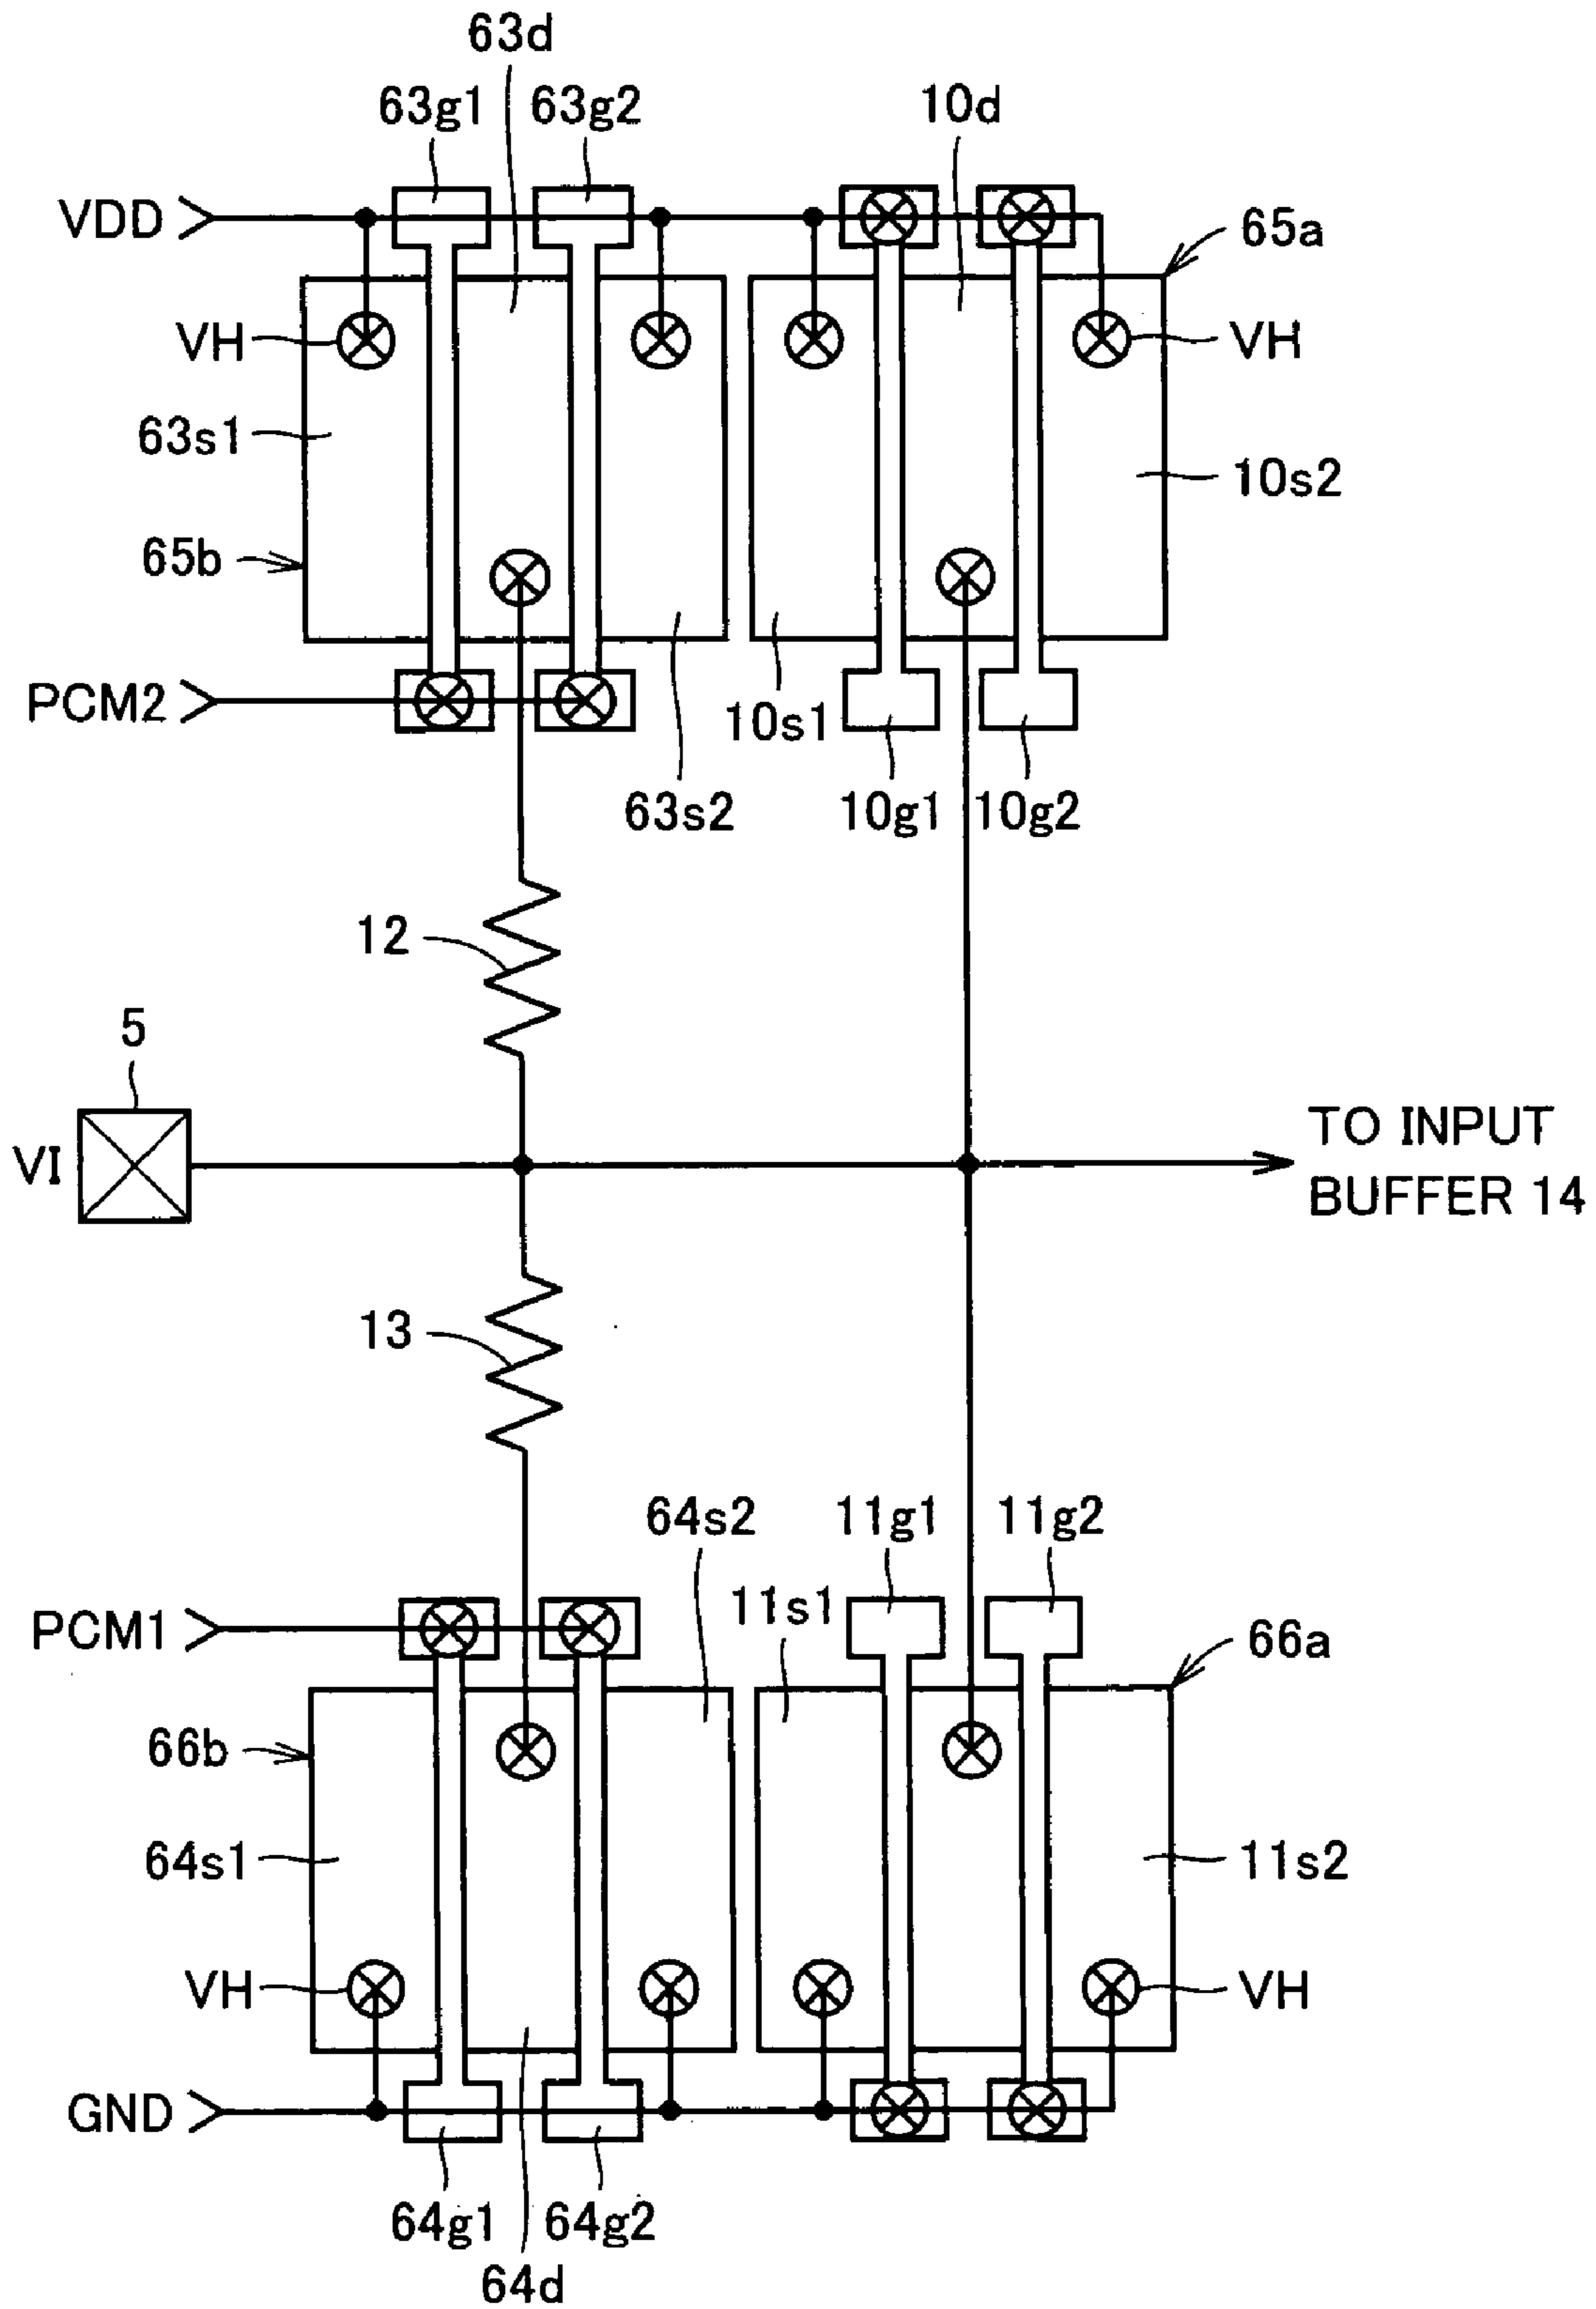 63d
63g1 63g2 10d
VDD 65a
VH VH
63s1
10s2
65b
PCM2 10s1
63s2 10g1 10g2
12
5
VI TO INPUT
BUFFER 14
13
64s2 11g1 11g2
11s1
PCM1 66a
66b
64s1 11s2
VH VH
GND
64g1 64g2
64d